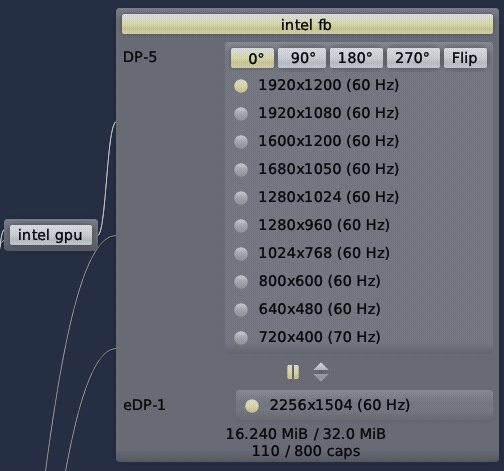 intel fb
DP-5 0° 90° 180° 270° Flip
1920x1200 (60 Hz)
1920x1080 (60 Hz)
1600x1200 (60 Hz)
1680x1050 (60 Hz)
1280x1024 (60 Hz)
intel gpu
1280x960 (60 Hz)
1024x768 (60 Hz)
800x600 (60 Hz)
640x480 (60 Hz)
720x400 (70 Hz)
eDP-1 2256x1504 (60 Hz)
16.240 MiB / 32.0 MiB
110 / 800 caps